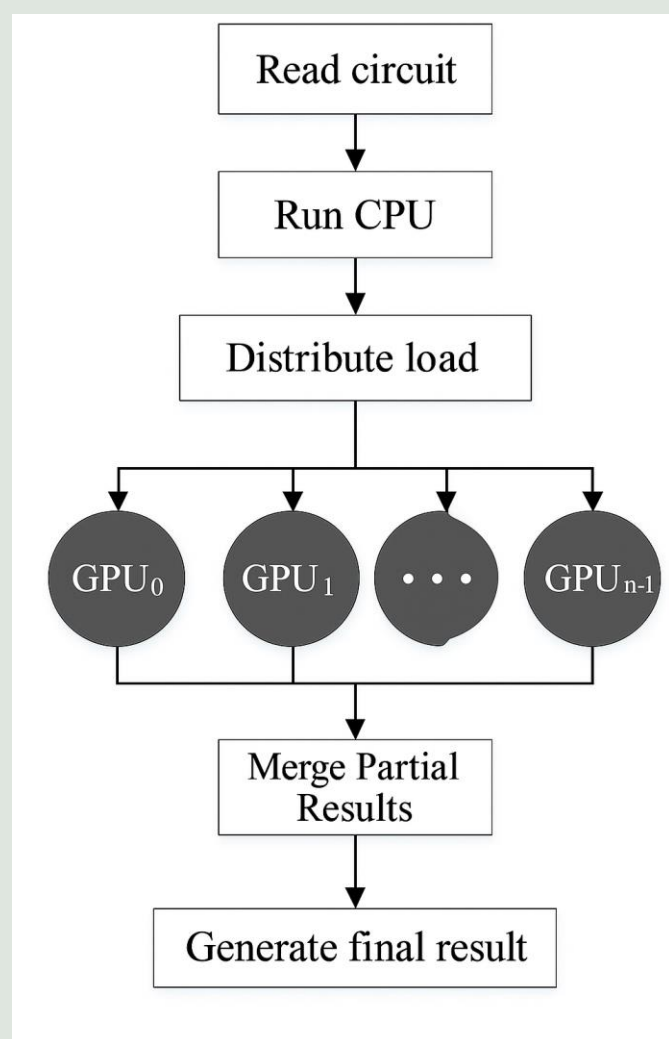 Read circuit
Run CPU
Distribute load
GPU₀
GPU₁
• • •
GPUₙ₋₁
Merge Partial
Results
Generate final result